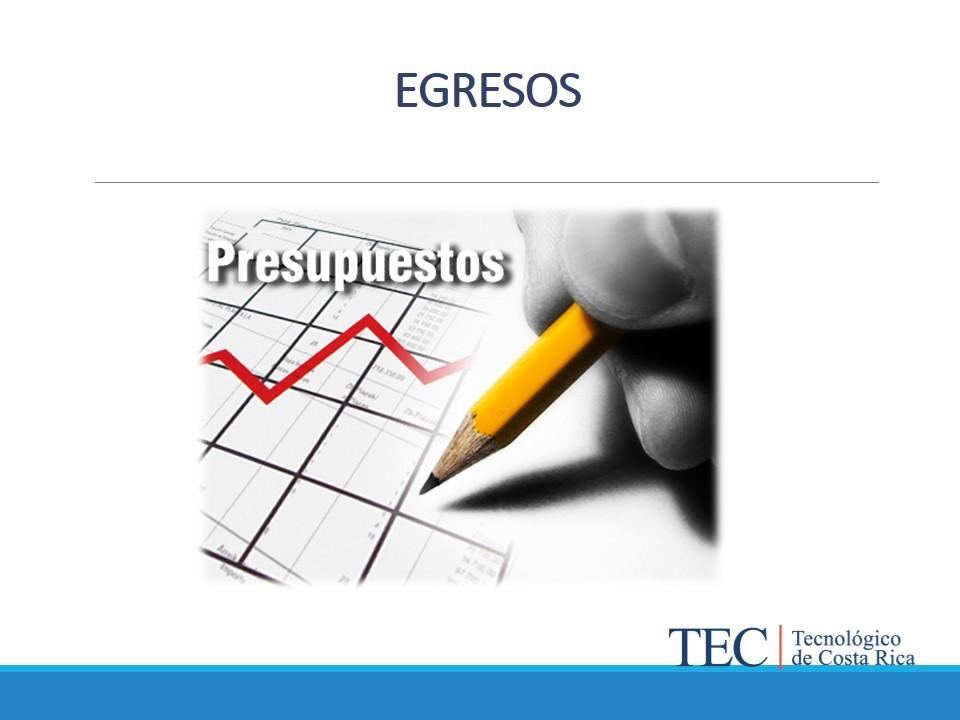 EGRESOS
Presupuestos
TEC
Tecnológico
de Costa Rica